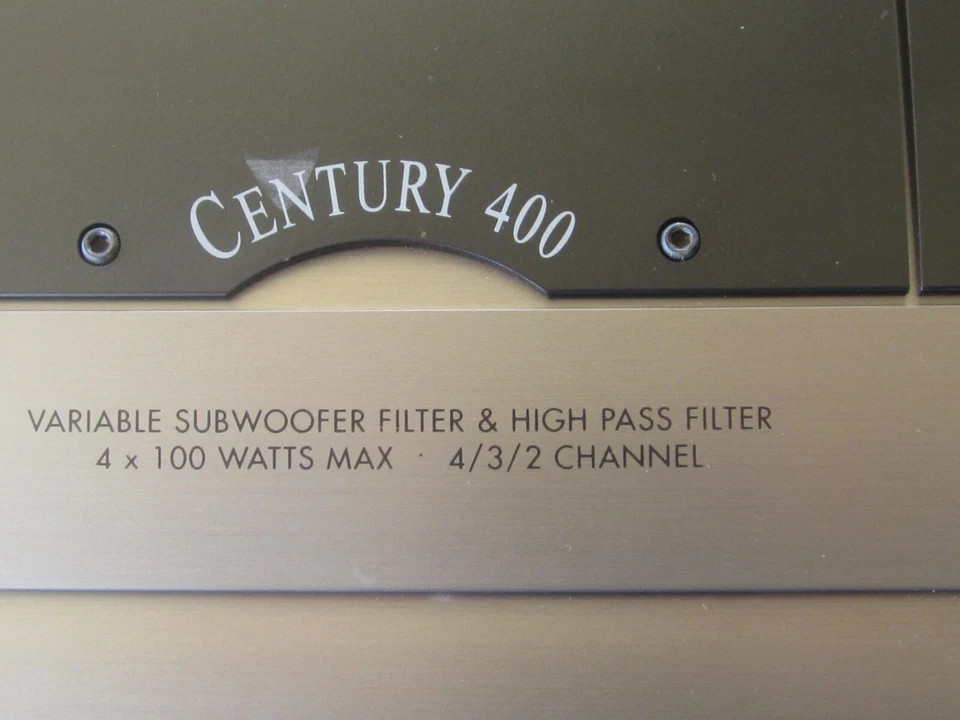 CENTURY 400
VARIABLE SUBWOOFER FILTER & HIGH PASS FILTER
4 x 100 WATTS MAX · 4/3/2 CHANNEL